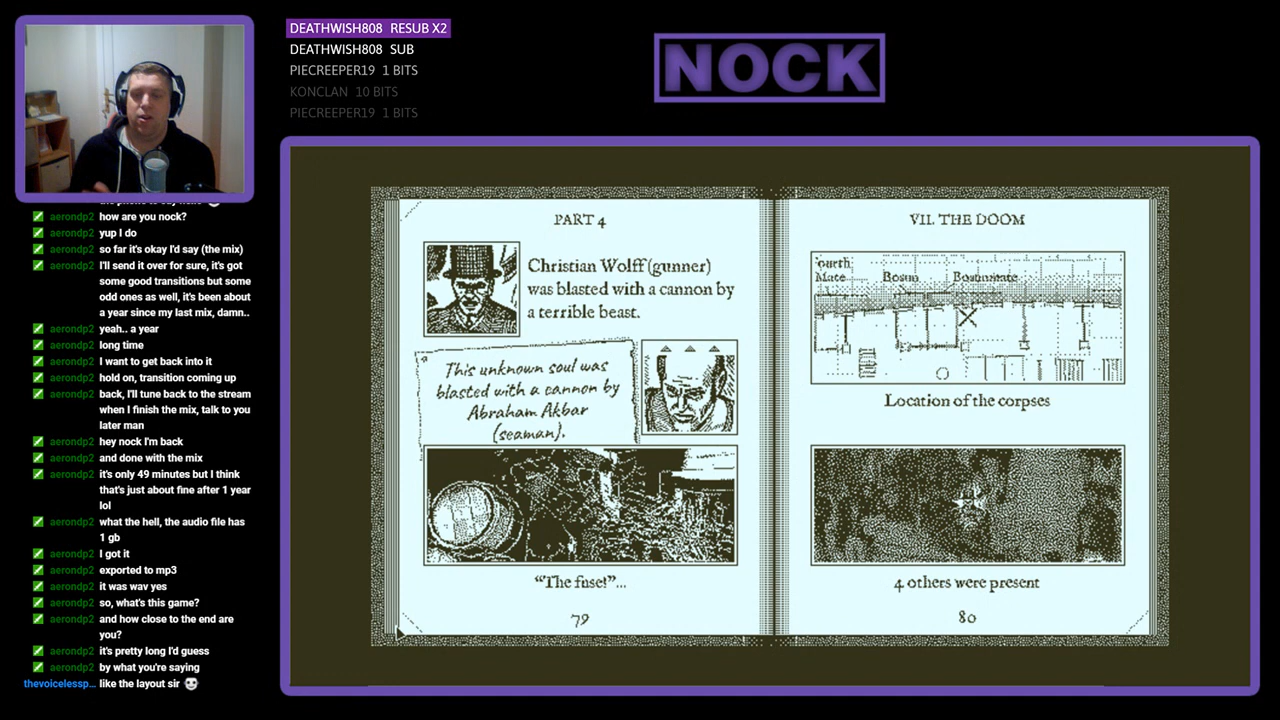 DEATHWISH808 RESUB X2
DEATHWISH808 SUB
PIECREEPER19 1 BITS
KONCLAN 10 BITS
PIECREEPER19 1 BITS
NOCK
aerondp2 how are you nock?
aerondp2 yup I do
aerondp2 so far it's okay I'd say (the mix)
aerondp2 I'll send it over for sure, it's got
some good transitions but some
odd ones as well, it's been about
a year since my last mix, damn..
aerondp2 yeah.. a year
aerondp2 long time
aerondp2 I want to get back into it
aerondp2 hold on, transition coming up
aerondp2 back, I'll tune back to the stream
when I finish the mix, talk to you
later man
aerondp2 hey nock I'm back
aerondp2 and done with the mix
aerondp2 it's only 49 minutes but I think
that's just about fine after 1 year
lol
aerondp2 what the hell, the audio file has
1 gb
aerondp2 I got it
aerondp2 exported to mp3
aerondp2 it was wav yes
aerondp2 so, what's this game?
aerondp2 and how close to the end are
you?
aerondp2 it's pretty long I'd guess
aerondp2 by what you're saying
thevoicelessp... like the layout sir
PART 4
Christian Wolff (gunner)
was blasted with a cannon by
a terrible beast.
This unknown soul was
blasted with a cannon by
Abraham Akbar
(seaman).
"The fuse!"...
79
VII. THE DOOM
ourth
Mate
Bosun
Bosunsmate
Location of the corpses
4 others were present
80